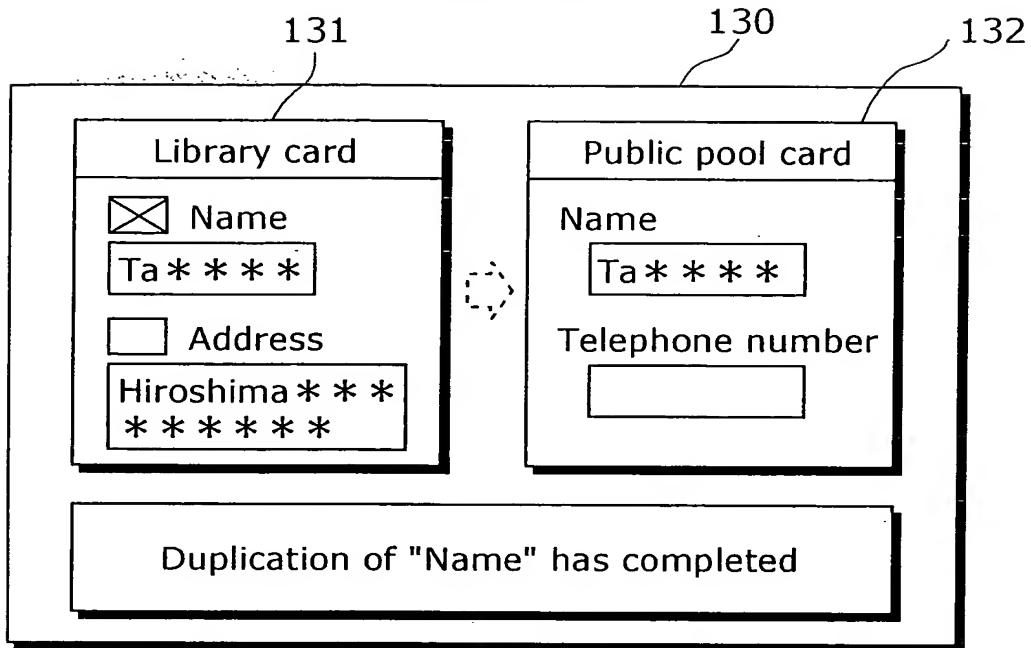 131
130
132
Library card
Name
Ta＊＊＊＊
Address
Hiroshima＊＊＊
＊＊＊＊＊＊
Public pool card
Name
Ta＊＊＊＊
Telephone number
Duplication of "Name" has completed